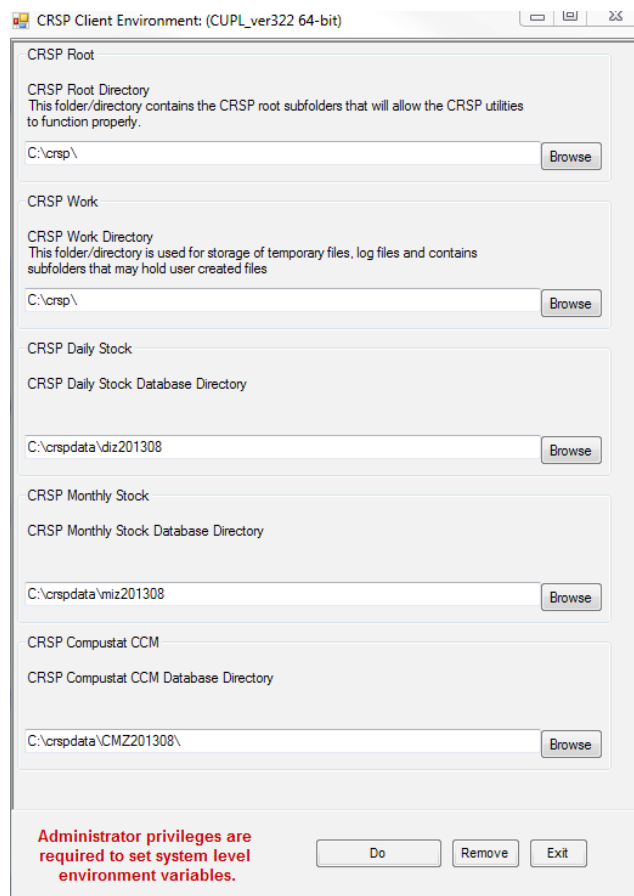 CRSP Client Environment: (CUPL_ver322 64-bit)
CRSP Root
CRSP Root Directory
This folder/directory contains the CRSP root subfolders that will allow the CRSP utilities
to function properly.
C:\crsp\
Browse
CRSP Work
CRSP Work Directory
This folder/directory is used for storage of temporary files, log files and contains
subfolders that may hold user created files
C:\crsp\
Browse
CRSP Daily Stock
CRSP Daily Stock Database Directory
C:\crspdata\diz201308
Browse
CRSP Monthly Stock
CRSP Monthly Stock Database Directory
C:\crspdata\miz201308
Browse
CRSP Compustat CCM
CRSP Compustat CCM Database Directory
C:\crspdata\CMZ201308\
Browse
Administrator privileges are
required to set system level
environment variables.
Do
Remove
Exit